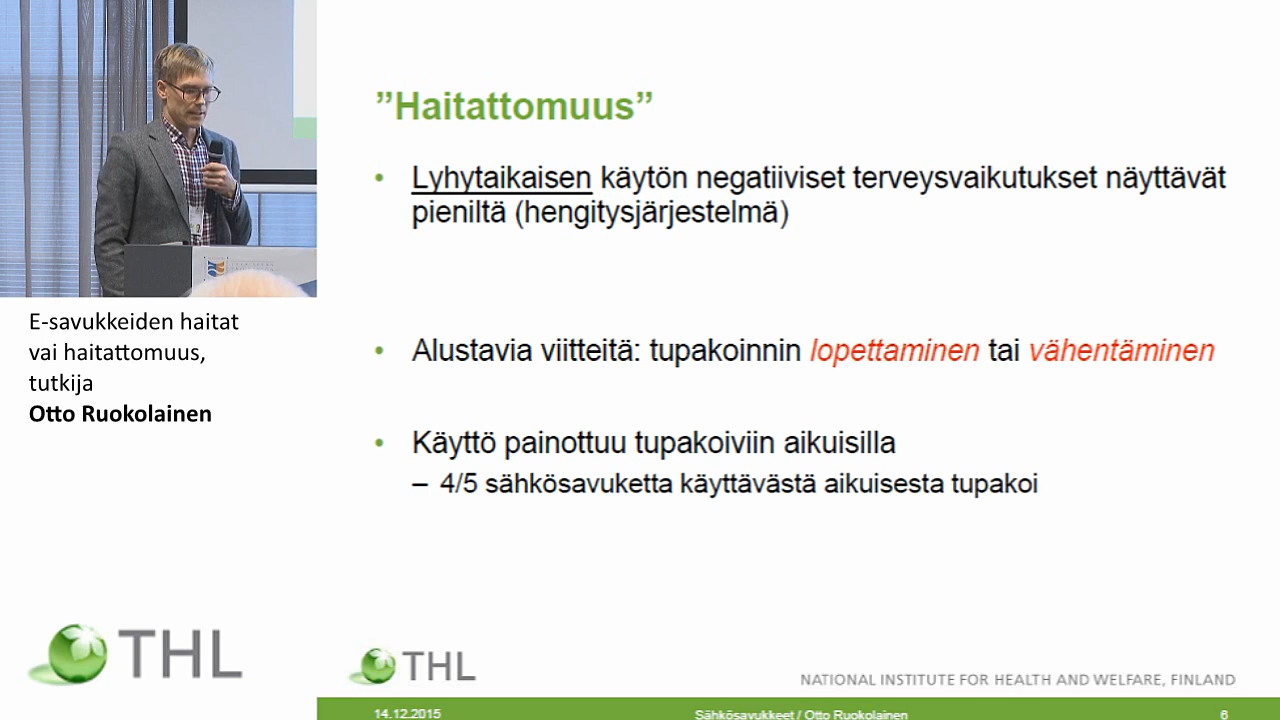 E-savukkeiden haitat
vai haitattomuus,
tutkija
Otto Ruokolainen
THL
”Haitattomuus”
• Lyhytaikaisen käytön negatiiviset terveysvaikutukset näyttävät
pieniltä (hengitysjärjestelmä)
• Alustavia viitteitä: tupakoinnin lopettaminen tai vähentäminen
• Käyttö painottuu tupakoiviin aikuisilla
– 4/5 sähkösavuketta käyttävästä aikuisesta tupakoi
THL
NATIONAL INSTITUTE FOR HEALTH AND WELFARE, FINLAND
14.12.2015
Sähkösavukkeet / Otto Ruokolainen
6